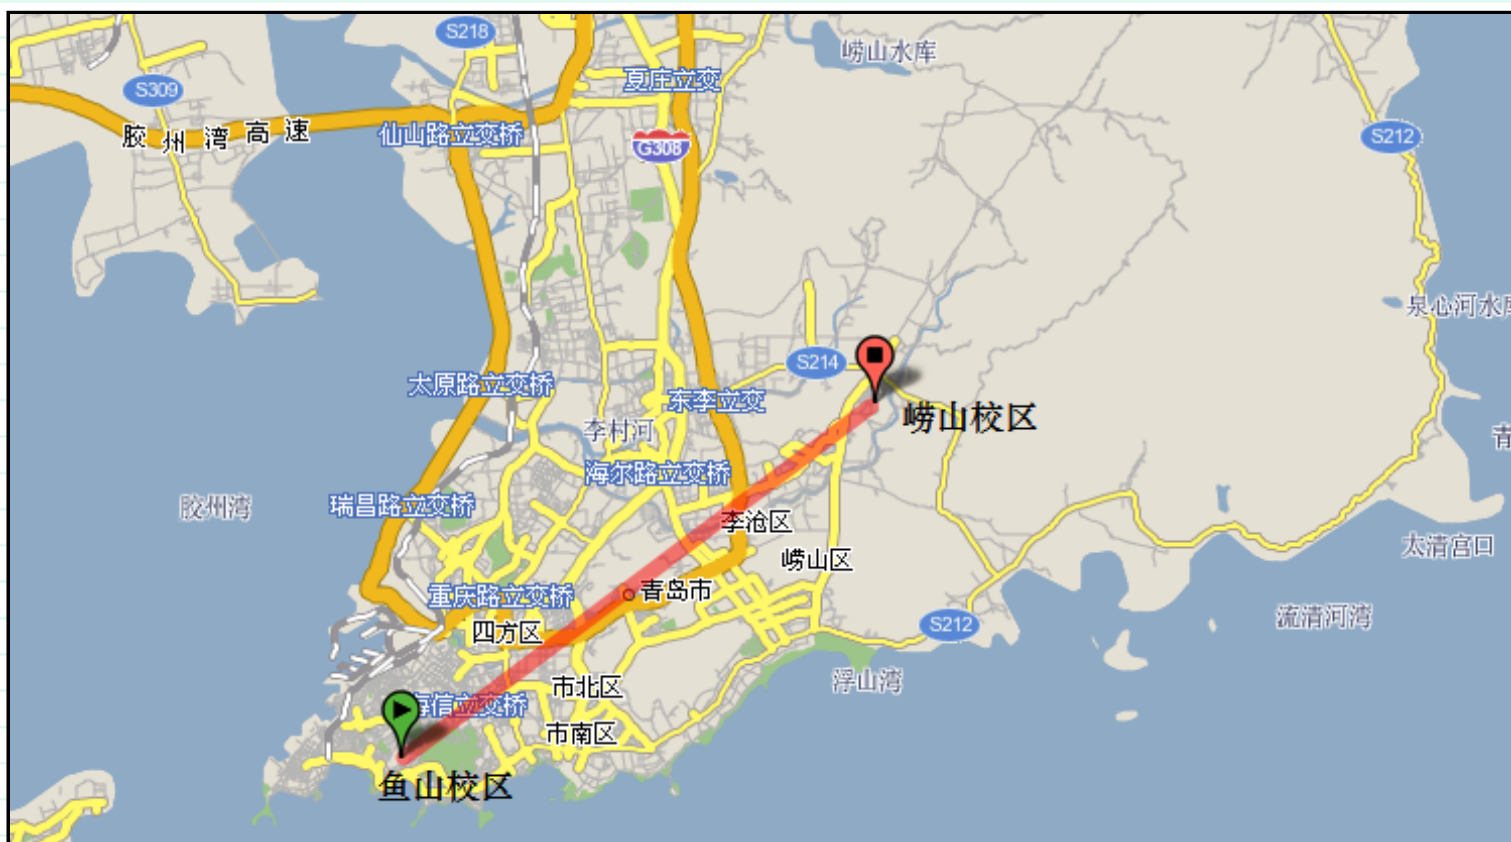 S218
崂山水库
夏庄立交
S309
胶州湾高速
仙山路立交桥
S212
G308
泉心河水库
S214
太原路立交桥
东李立交
崂山校区
李村河
海尔路立交桥
胶州湾
瑞昌路立交桥
李沧区
青
太清宫口
崂山区
重庆路立交桥
青岛市
流清河湾
四方区
S212
浮山湾
市北区
海信立交桥
市南区
鱼山校区